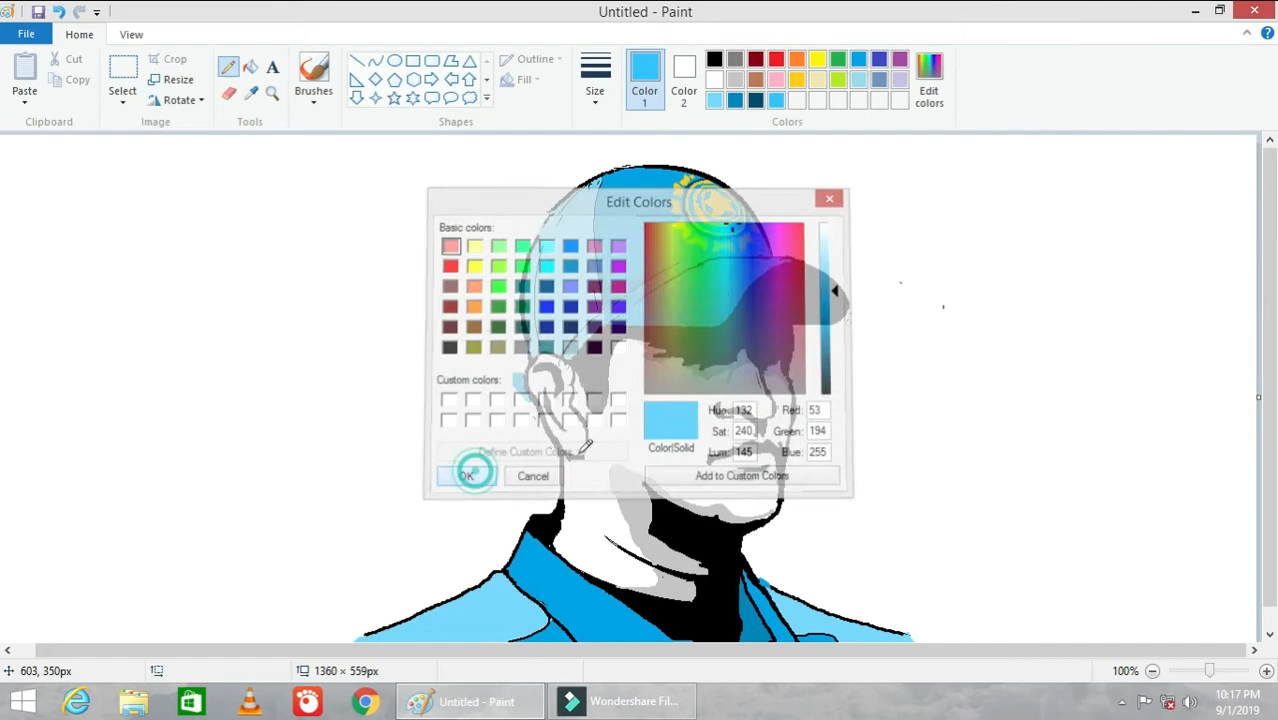 Untitled - Paint
File
Home
View
Paste
Cut
Copy
Clipboard
Select
Crop
Resize
Rotate
Image
Tools
Brushes
Shapes
Outline
Fill
Size
Color 1
Color 2
Edit colors
Colors
Edit Colors
Basic colors:
Custom colors:
Define Custom Colors
OK
Cancel
Hue: 132
Sat: 240
Lum: 145
Red: 53
Green: 194
Blue: 255
Color|Solid
Add to Custom Colors
603, 350px
1360 × 559px
100%
Untitled - Paint
Wondershare Fil...
10:17 PM
9/1/2019